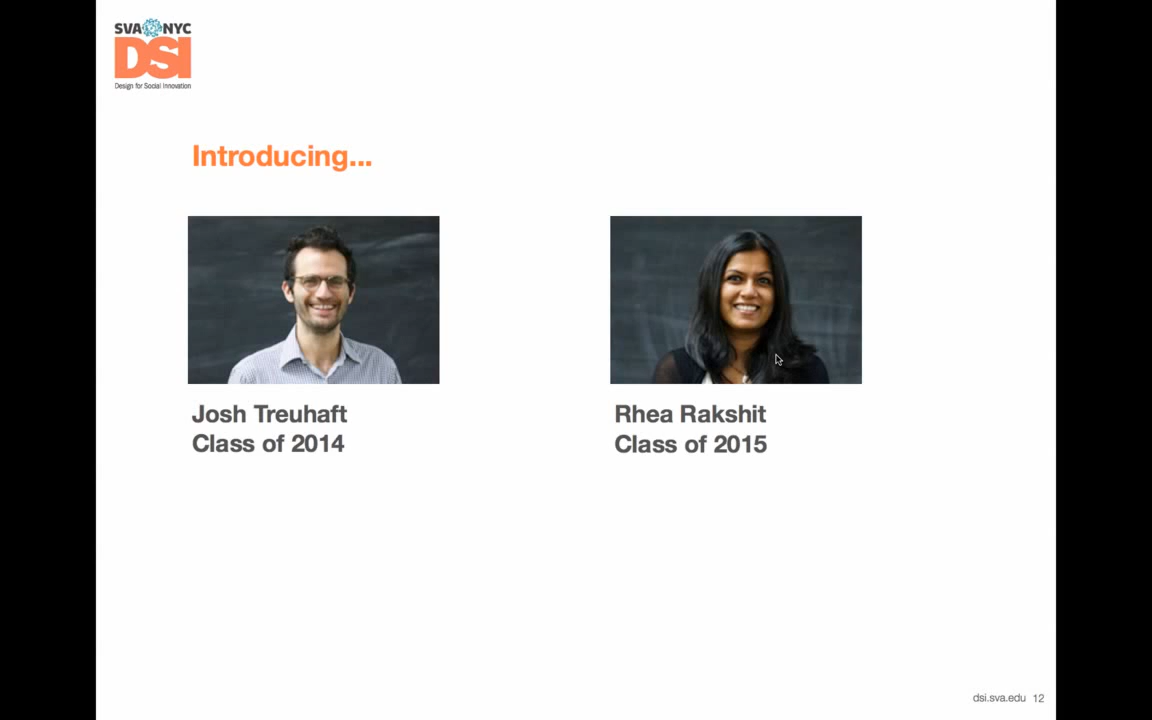 SVA NYC
DSI
Design for Social Innovation
Introducing...
Josh Treuhaft
Class of 2014
Rhea Rakshit
Class of 2015
dsi.sva.edu 12